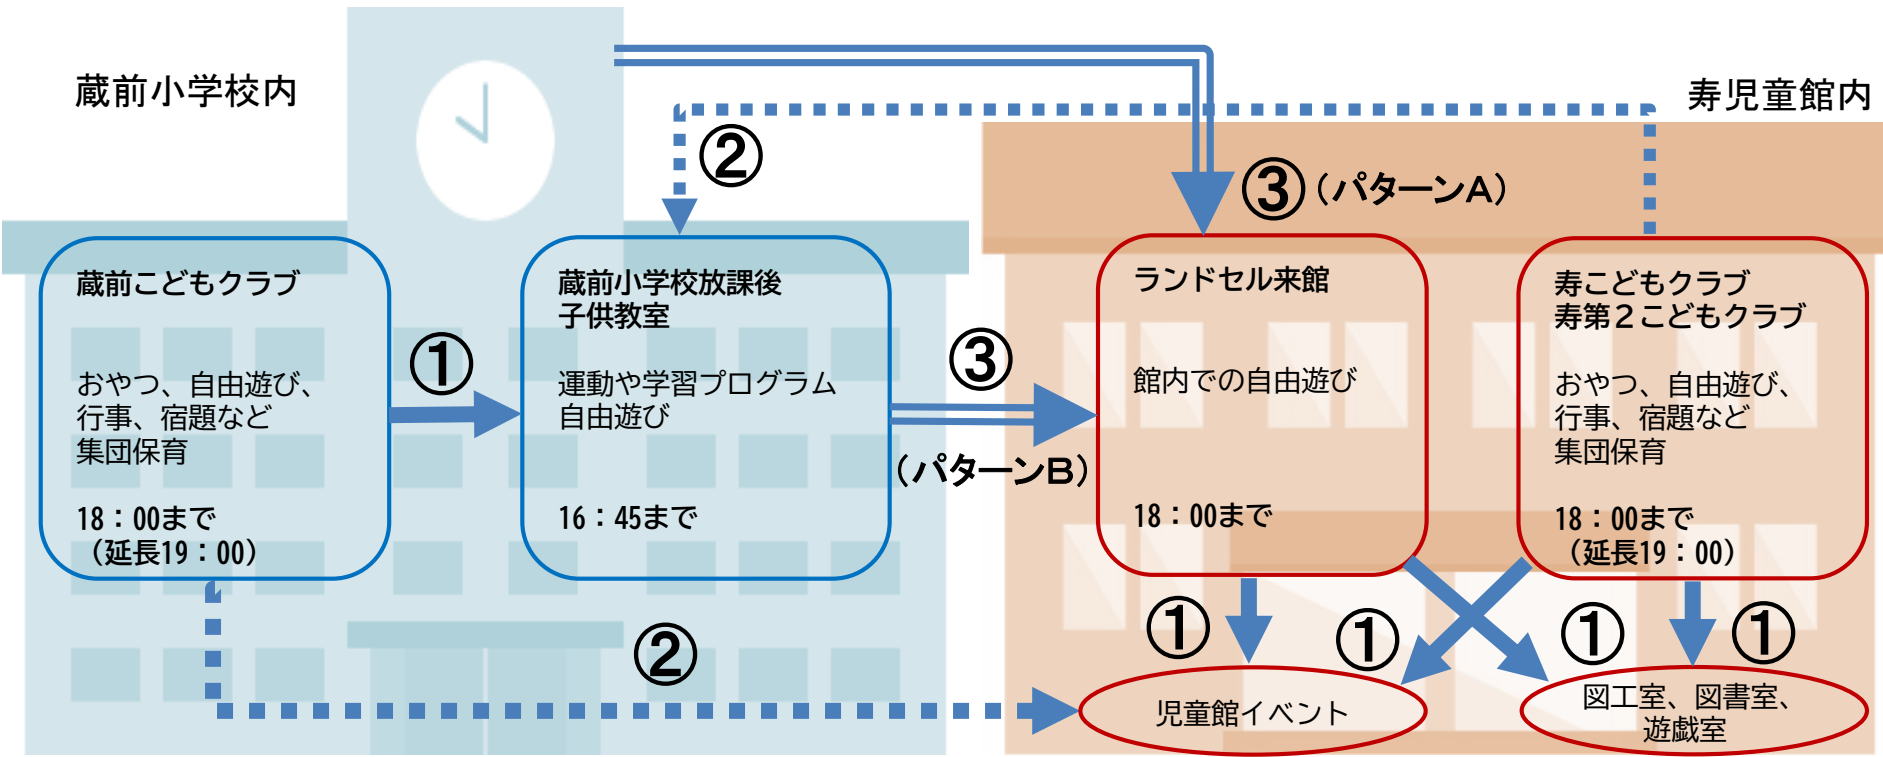 蔵前小学校内
寿児童館内
②
③（パターンA）
蔵前こどもクラブ
おやつ、自由遊び、
行事、宿題など
集団保育
18：00まで
（延長19：00）
①
蔵前小学校放課後
子供教室
運動や学習プログラム
自由遊び
16：45まで
③
（パターンB）
ランドセル来館
館内での自由遊び
18：00まで
寿こどもクラブ
寿第２こどもクラブ
おやつ、自由遊び、
行事、宿題など
集団保育
18：00まで
（延長19：00）
②
①
①
①
①
児童館イベント
図工室、図書室、
遊戯室